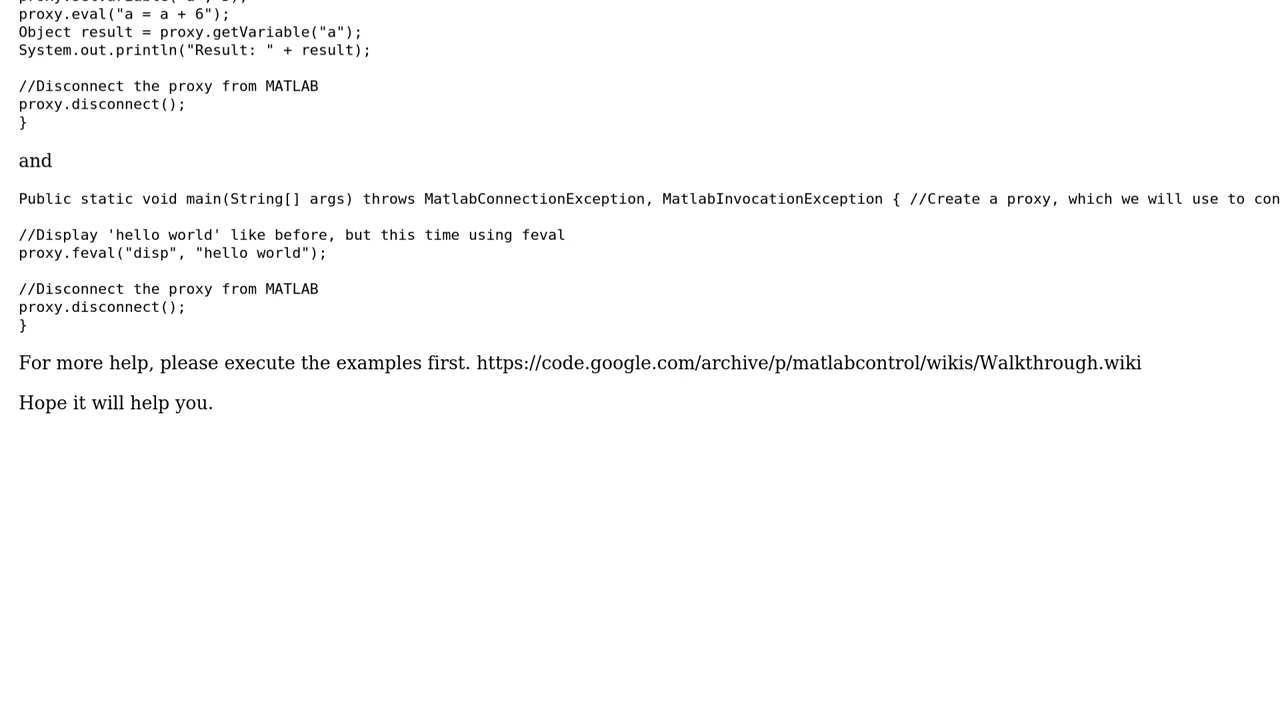 proxy.eval("a = a + 6");
Object result = proxy.getVariable("a");
System.out.println("Result: " + result);
//Disconnect the proxy from MATLAB
proxy.disconnect();
}
and
Public static void main(String[] args) throws MatlabConnectionException, MatlabInvocationException { //Create a proxy, which we will use to con
//Display 'hello world' like before, but this time using feval
proxy.feval("disp", "hello world");
//Disconnect the proxy from MATLAB
proxy.disconnect();
}
For more help, please execute the examples first. https://code.google.com/archive/p/matlabcontrol/wikis/Walkthrough.wiki
Hope it will help you.